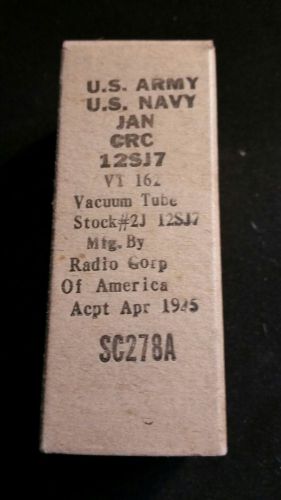 U.S. ARMY
U.S. NAVY
JAN
CRC
12SJ7
VT 162
Vacuum Tube
Stock#2J 12SJ7
Mfg.By
Radio Corp
Of America
Acpt Apr 1945
SC278A